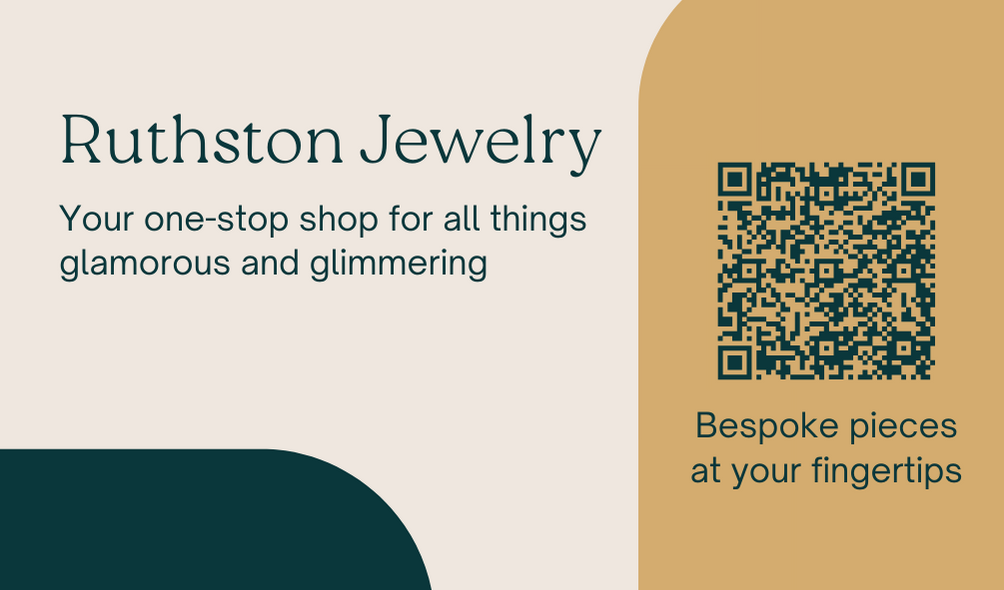 Ruthston Jewelry
Your one-stop shop for all things
glamorous and glimmering
Bespoke pieces
at your fingertips